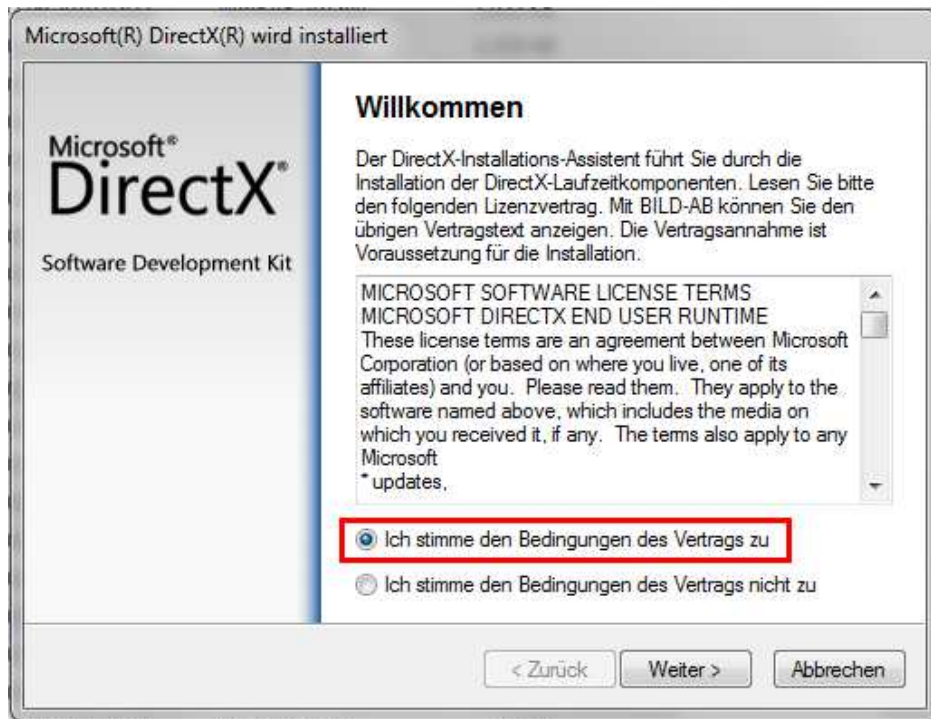 Microsoft(R) DirectX(R) wird installiert
Microsoft®
DirectX®
Software Development Kit
Willkommen
Der DirectX-Installations-Assistent führt Sie durch die
Installation der DirectX-Laufzeitkomponenten. Lesen Sie bitte
den folgenden Lizenzvertrag. Mit BILD-AB können Sie den
übrigen Vertragstext anzeigen. Die Vertragsannahme ist
Voraussetzung für die Installation.
MICROSOFT SOFTWARE LICENSE TERMS
MICROSOFT DIRECTX END USER RUNTIME
These license terms are an agreement between Microsoft
Corporation (or based on where you live, one of its
affiliates) and you.  Please read them.  They apply to the
software named above, which includes the media on
which you received it, if any.  The terms also apply to any
Microsoft
* updates,
Ich stimme den Bedingungen des Vertrags zu
Ich stimme den Bedingungen des Vertrags nicht zu
< Zurück
Weiter >
Abbrechen